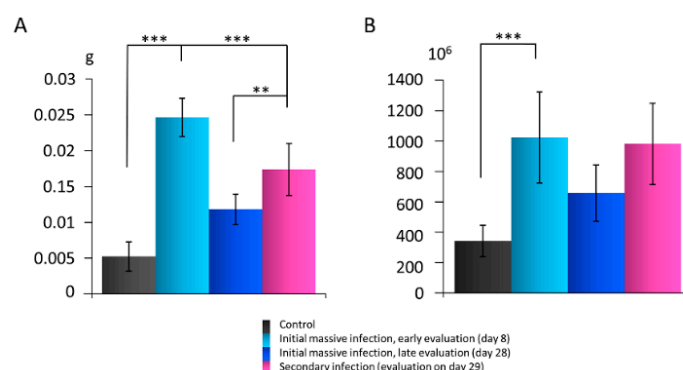 A
B
***
***
***
**
g
0.03
0.025
0.02
0.015
0.01
0.005
0
10⁶
1400
1200
1000
800
600
400
200
0
Control
Initial massive infection, early evaluation (day 8)
Initial massive infection, late evaluation (day 28)
Secondary infection (evaluation on day 29)